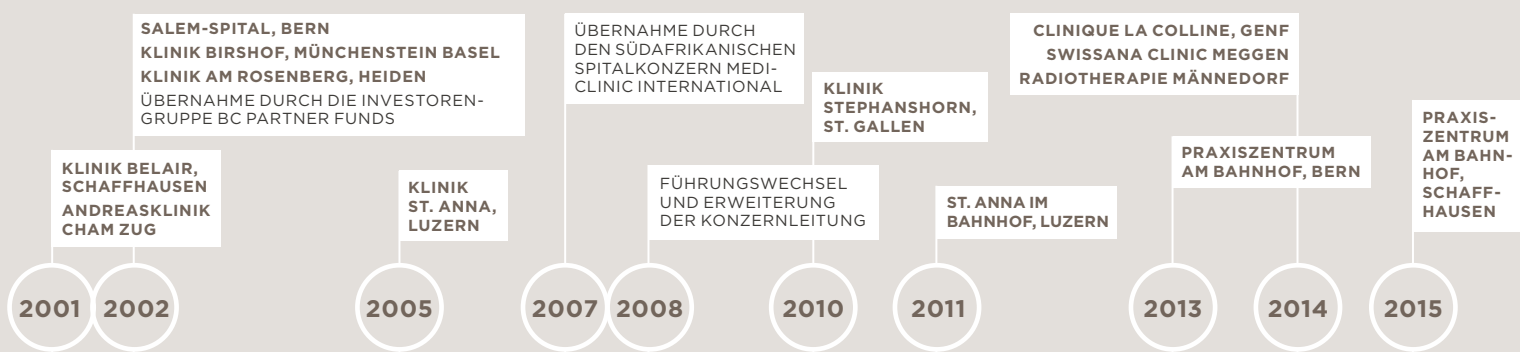 SALEM-SPITAL, BERN
KLINIK BIRSHOF, MÜNCHENSTEIN BASEL
KLINIK AM ROSENBERG, HEIDEN
ÜBERNAHME DURCH DIE INVESTOREN-
GRUPPE BC PARTNER FUNDS
ÜBERNAHME DURCH
DEN SÜDAFRIKANISCHEN
SPITALKONZERN MEDI-
CLINIC INTERNATIONAL
CLINIQUE LA COLLINE, GENF
SWISSANA CLINIC MEGGEN
RADIOTHERAPIE MÄNNEDORF
KLINIK
STEPHANSHORN,
ST. GALLEN
PRAXIS-
ZENTRUM
AM BAHN-
HOF,
SCHAFF-
HAUSEN
KLINIK BELAIR,
SCHAFFHAUSEN
ANDREASKLINIK
CHAM ZUG
KLINIK
ST. ANNA,
LUZERN
FÜHRUNGSWECHSEL
UND ERWEITERUNG
DER KONZERNLEITUNG
ST. ANNA IM
BAHNHOF, LUZERN
PRAXISZENTRUM
AM BAHNHOF, BERN
2001
2002
2005
2007
2008
2010
2011
2013
2014
2015